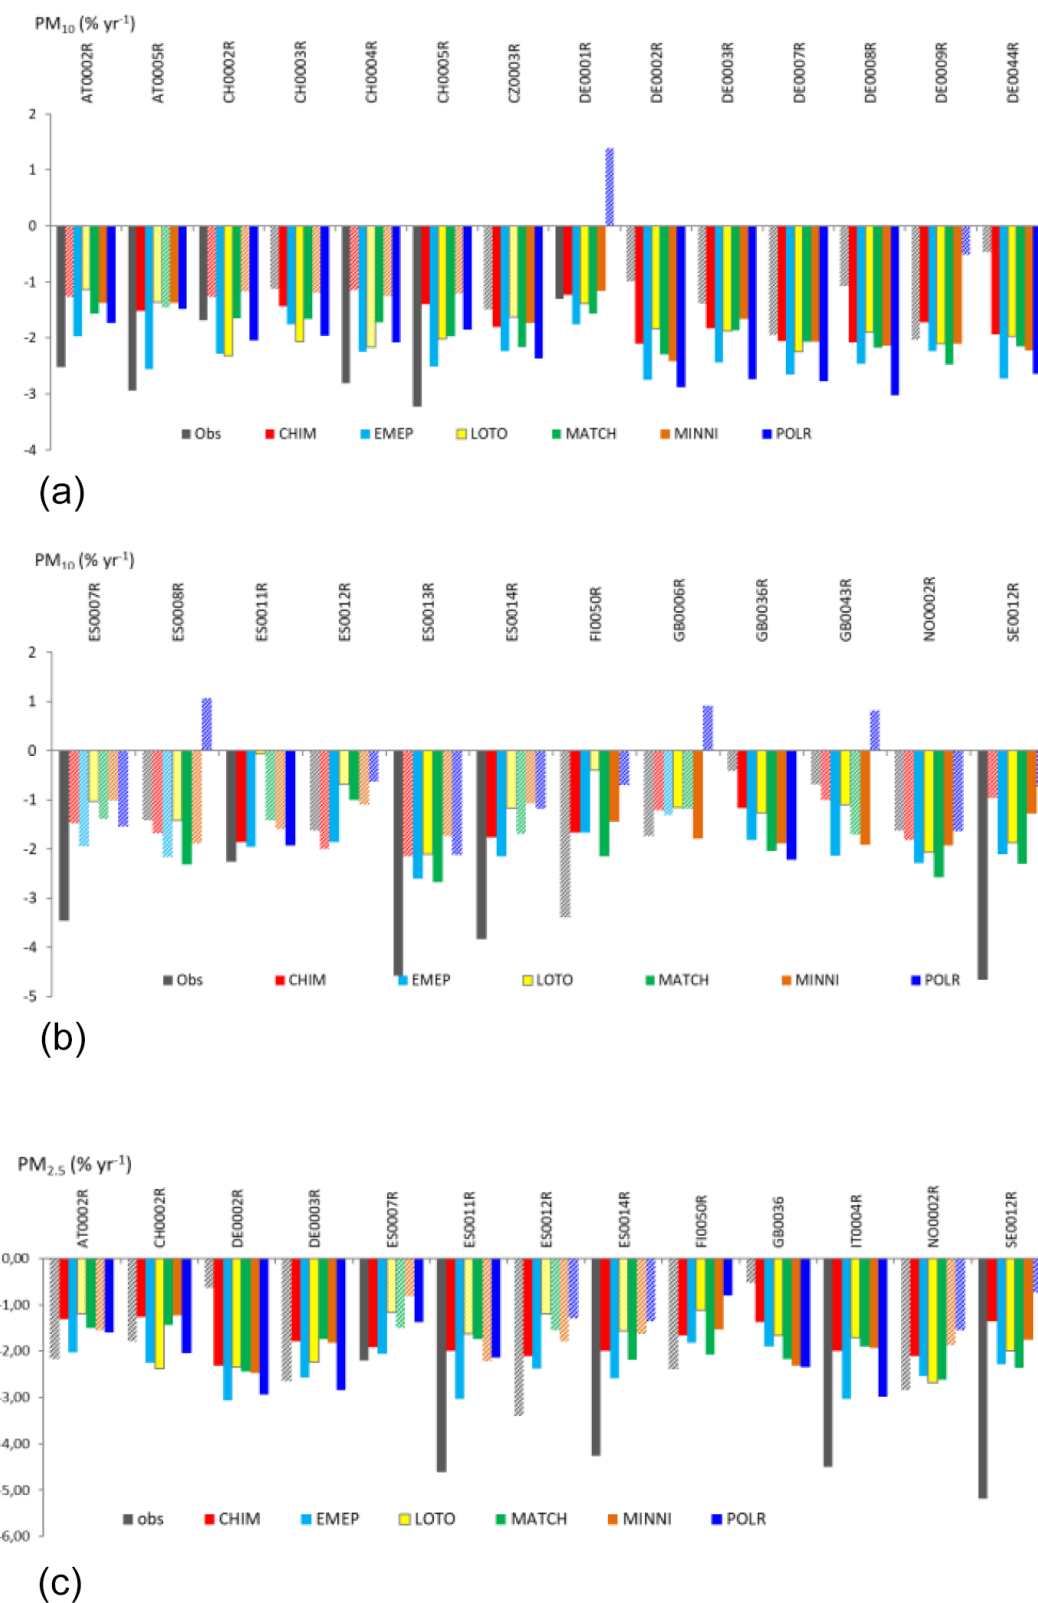 PM10 (% yr-1)
AT0002R AT0005R CH0002R CH0003R CH0004R CH0005R CZ0003R DE0001R DE0002R DE0003R DE0007R DE0008R DE0009R DE0044R
2
1
0
-1
-2
-3
-4
Obs CHIM EMEP LOTO MATCH MINNI POLR
(a)
PM10 (% yr-1)
ES0007R ES0008R ES0011R ES0012R ES0013R ES0014R FI0050R GB0006R GB0036R GB0043R NO0002R SE0012R
2
1
0
-1
-2
-3
-4
-5
Obs CHIM EMEP LOTO MATCH MINNI POLR
(b)
PM2.5 (% yr-1)
AT0002R CH0002R DE0002R DE0003R ES0007R ES0011R ES0012R ES0014R FI0050R GB0036 IT0004R NO0002R SE0012R
0,00
-1,00
-2,00
-3,00
-4,00
-5,00
-6,00
obs CHIM EMEP LOTO MATCH MINNI POLR
(c)